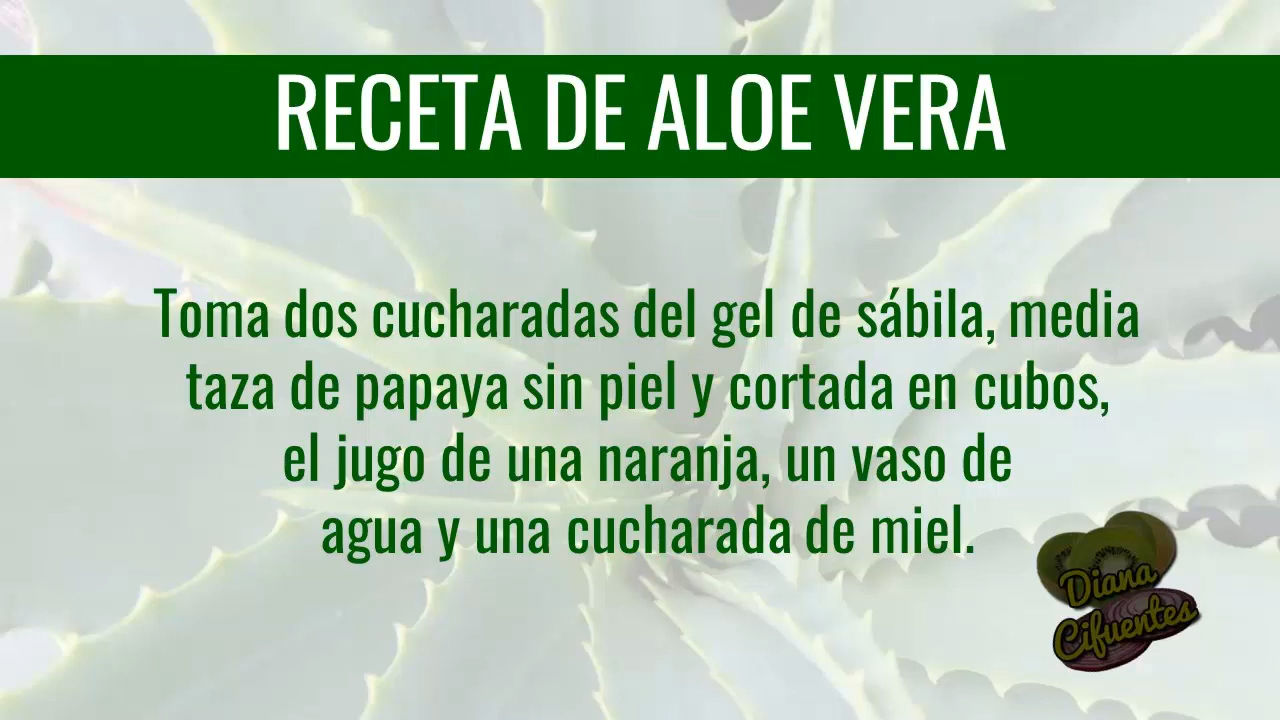 RECETA DE ALOE VERA
Toma dos cucharadas del gel de sábila, media
taza de papaya sin piel y cortada en cubos,
el jugo de una naranja, un vaso de
agua y una cucharada de miel.
Diana
Cifuentes